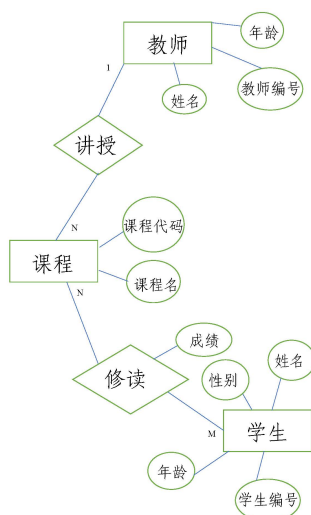 年龄
教师
教师编号
姓名
1
讲授
N
课程代码
课程
课程名
N
成绩
修读
性别
姓名
M
学生
年龄
学生编号